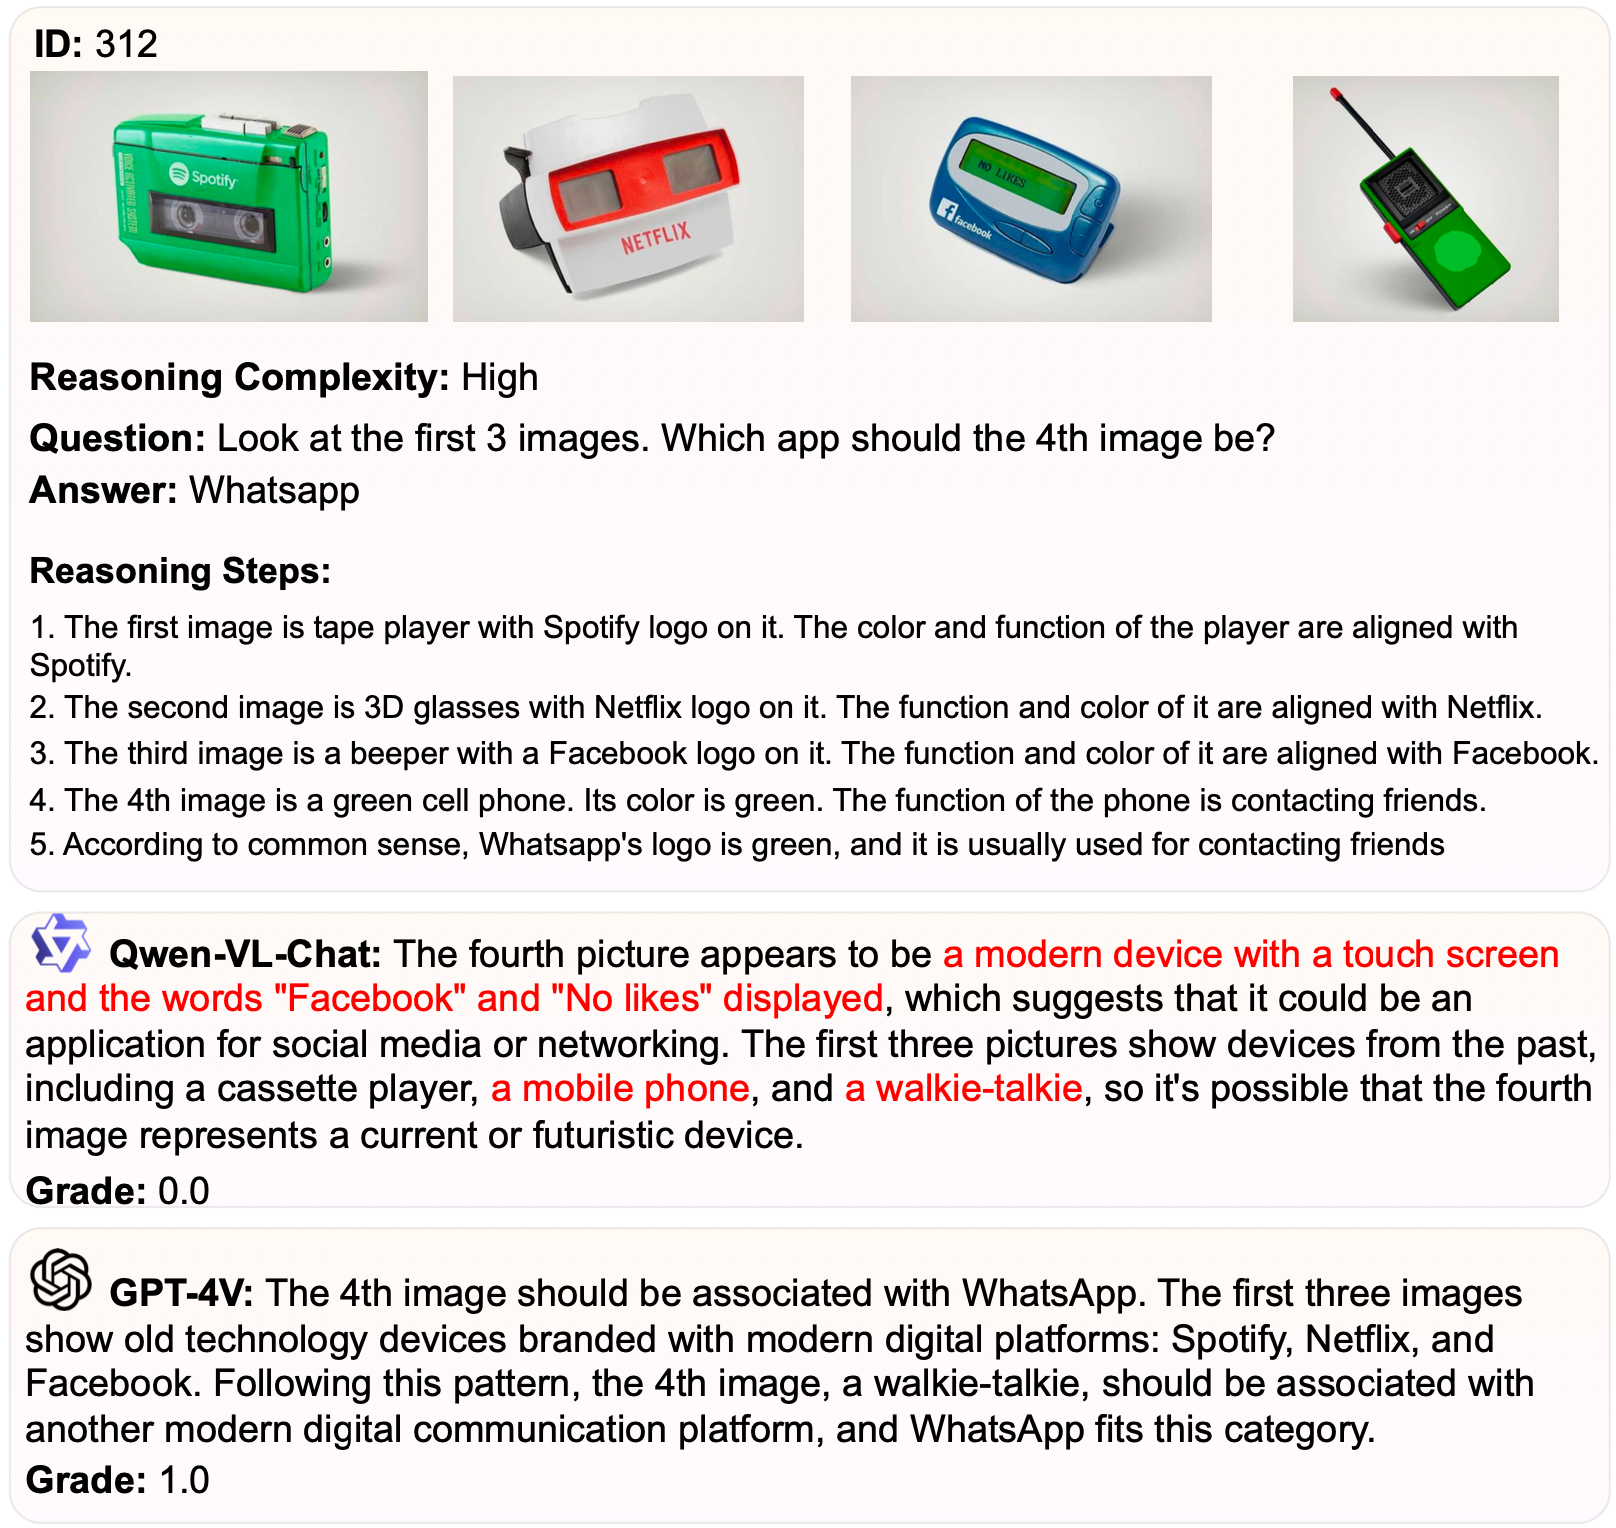 ID: 312
Spotify
NETFLIX
NO LIKES
facebook
Reasoning Complexity: High
Question: Look at the first 3 images. Which app should the 4th image be?
Answer: Whatsapp
Reasoning Steps:
1. The first image is tape player with Spotify logo on it. The color and function of the player are aligned with
Spotify.
2. The second image is 3D glasses with Netflix logo on it. The function and color of it are aligned with Netflix.
3. The third image is a beeper with a Facebook logo on it. The function and color of it are aligned with Facebook.
4. The 4th image is a green cell phone. Its color is green. The function of the phone is contacting friends.
5. According to common sense, Whatsapp's logo is green, and it is usually used for contacting friends
Qwen-VL-Chat: The fourth picture appears to be a modern device with a touch screen
and the words "Facebook" and "No likes" displayed, which suggests that it could be an
application for social media or networking. The first three pictures show devices from the past,
including a cassette player, a mobile phone, and a walkie-talkie, so it's possible that the fourth
image represents a current or futuristic device.
Grade: 0.0
GPT-4V: The 4th image should be associated with WhatsApp. The first three images
show old technology devices branded with modern digital platforms: Spotify, Netflix, and
Facebook. Following this pattern, the 4th image, a walkie-talkie, should be associated with
another modern digital communication platform, and WhatsApp fits this category.
Grade: 1.0